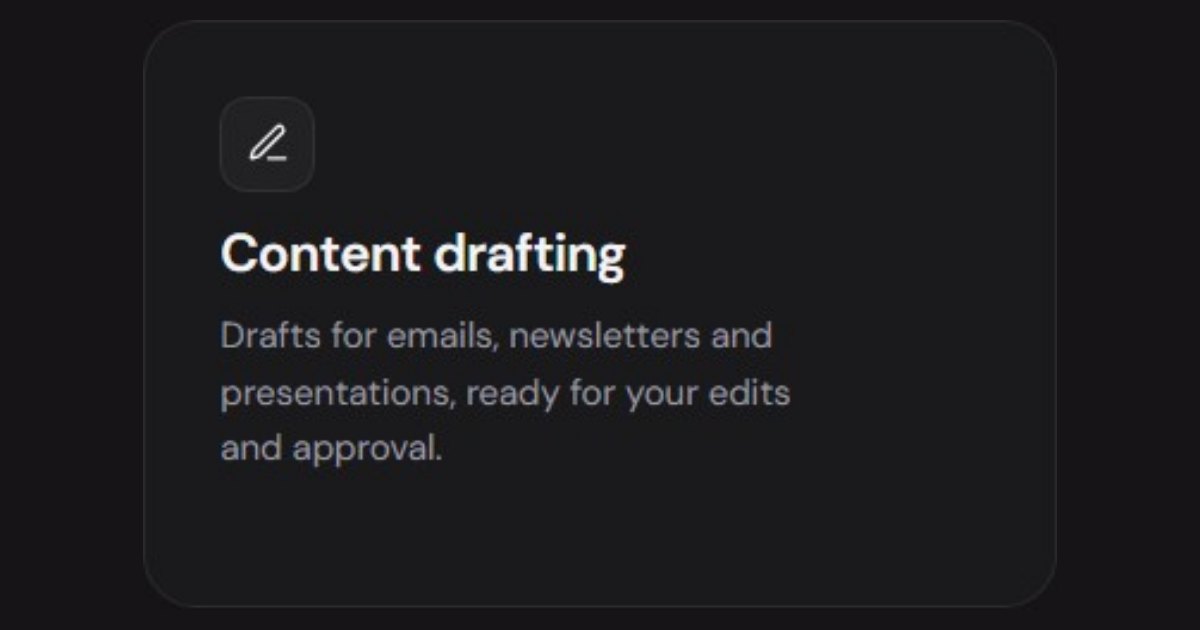 Content drafting
Drafts for emails, newsletters and
presentations, ready for your edits
and approval.